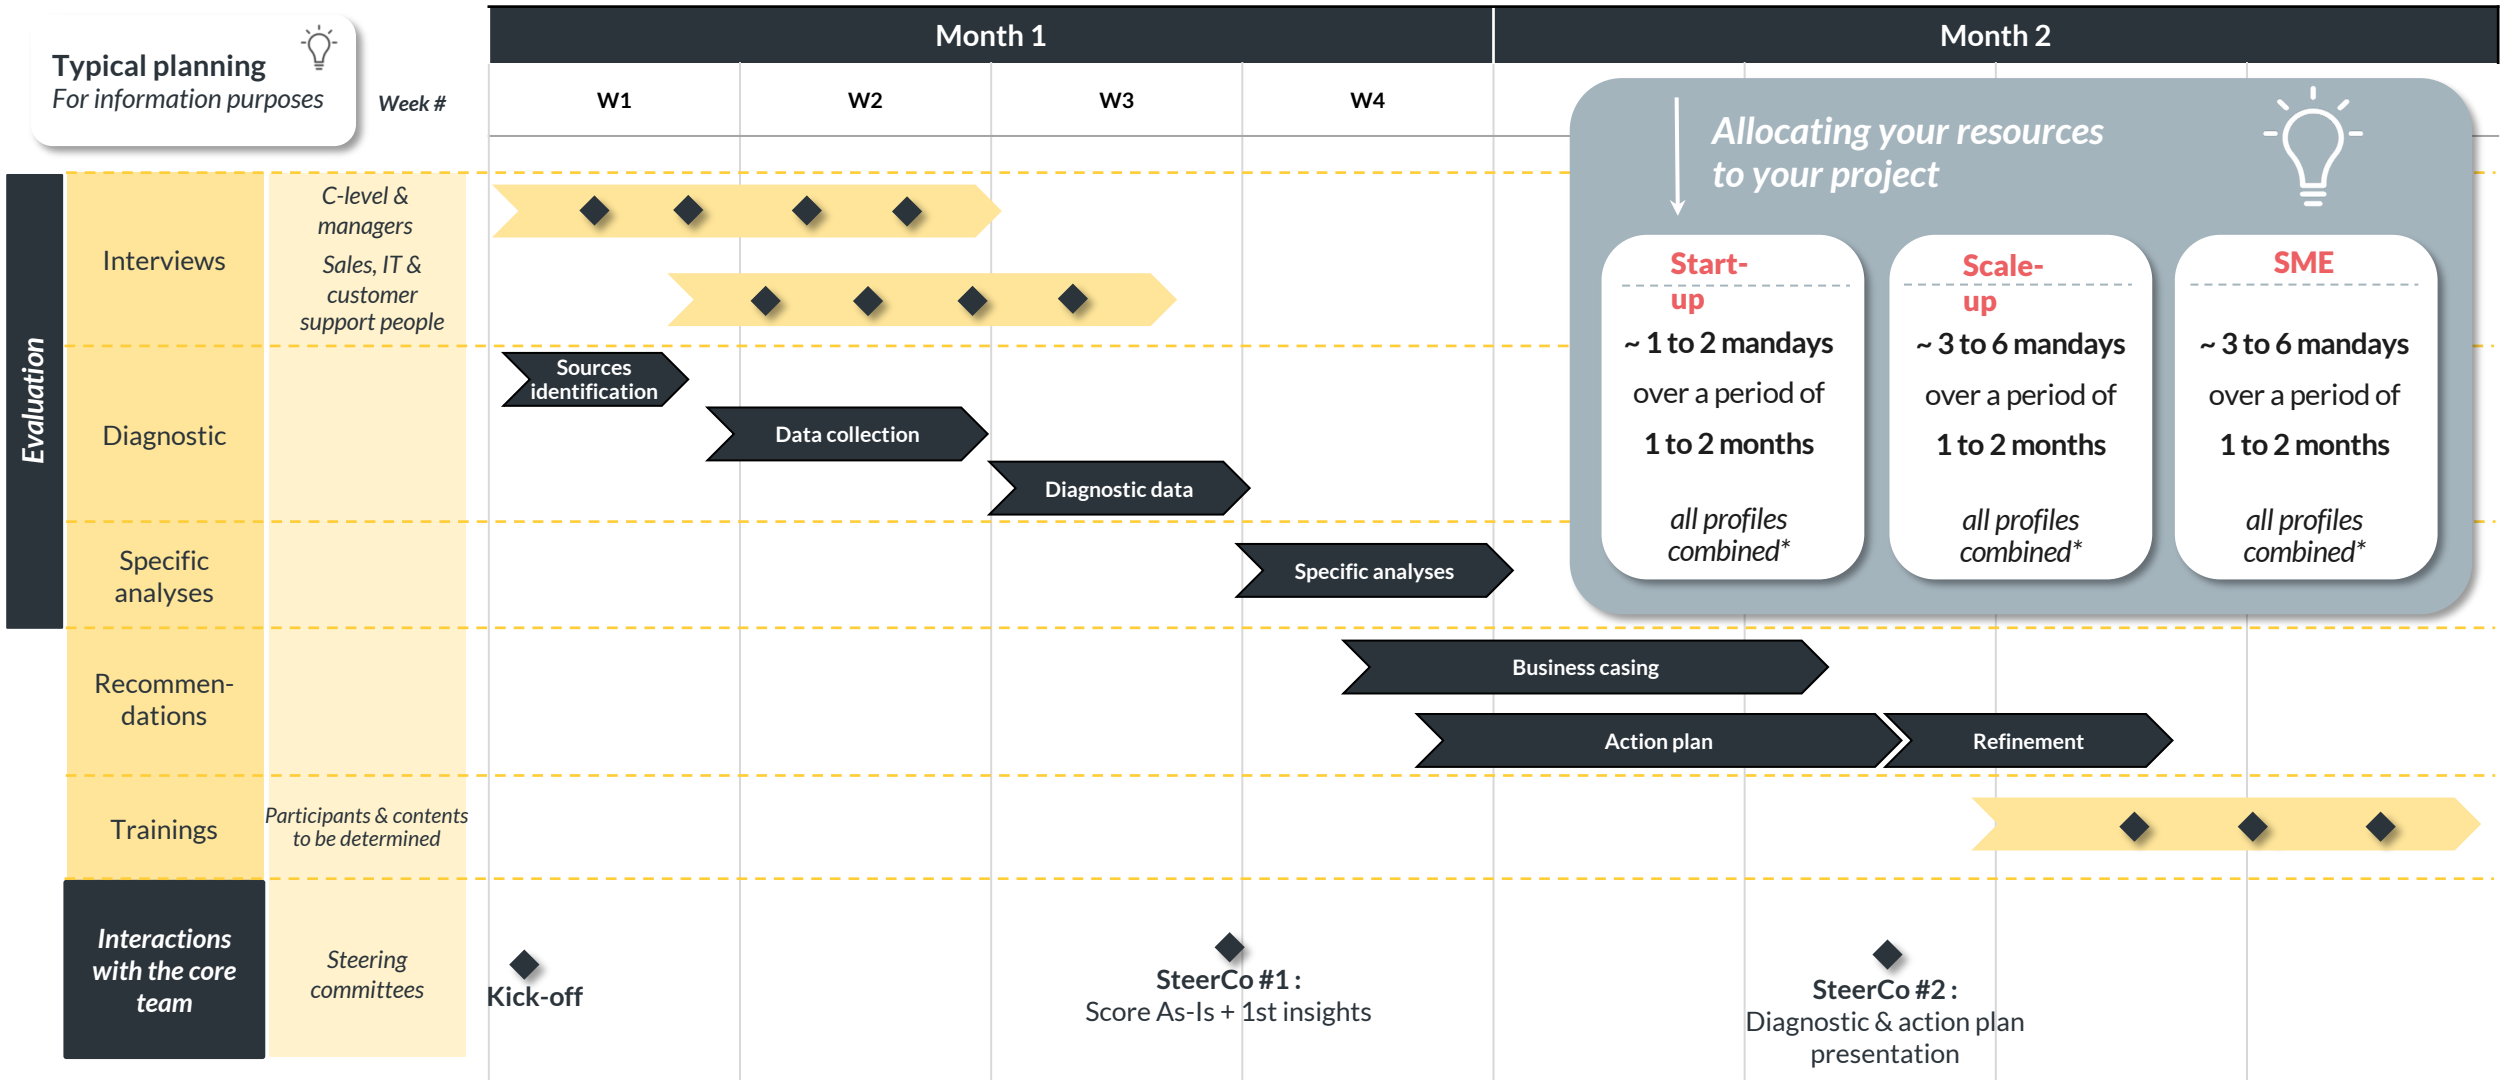 Typical planning
For information purposes
Week #
Month 1
Month 2
W1
W2
W3
W4
Allocating your resources
to your project
Start-
up
~ 1 to 2 mandays
over a period of
1 to 2 months
all profiles
combined*
Scale-
up
~ 3 to 6 mandays
over a period of
1 to 2 months
all profiles
combined*
SME
~ 3 to 6 mandays
over a period of
1 to 2 months
all profiles
combined*
Evaluation
Interviews
C-level &
managers
Sales, IT &
customer
support people
Diagnostic
Sources
identification
Data collection
Diagnostic data
Specific
analyses
Specific analyses
Recommen-
dations
Business casing
Action plan
Refinement
Trainings
Participants & contents
to be determined
Interactions
with the core
team
Steering
committees
Kick-off
SteerCo #1 :
Score As-Is + 1st insights
SteerCo #2 :
Diagnostic & action plan
presentation